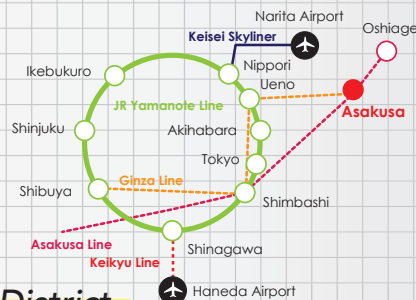 Narita Airport
Oshiage
Keisei Skyliner
Nippori
Ikebukuro
Ueno
JR Yamanote Line
Asakusa
Shinjuku
Akihabara
Tokyo
Ginza Line
Shibuya
Shimbashi
Asakusa Line
Shinagawa
Keikyu Line
Haneda Airport
District